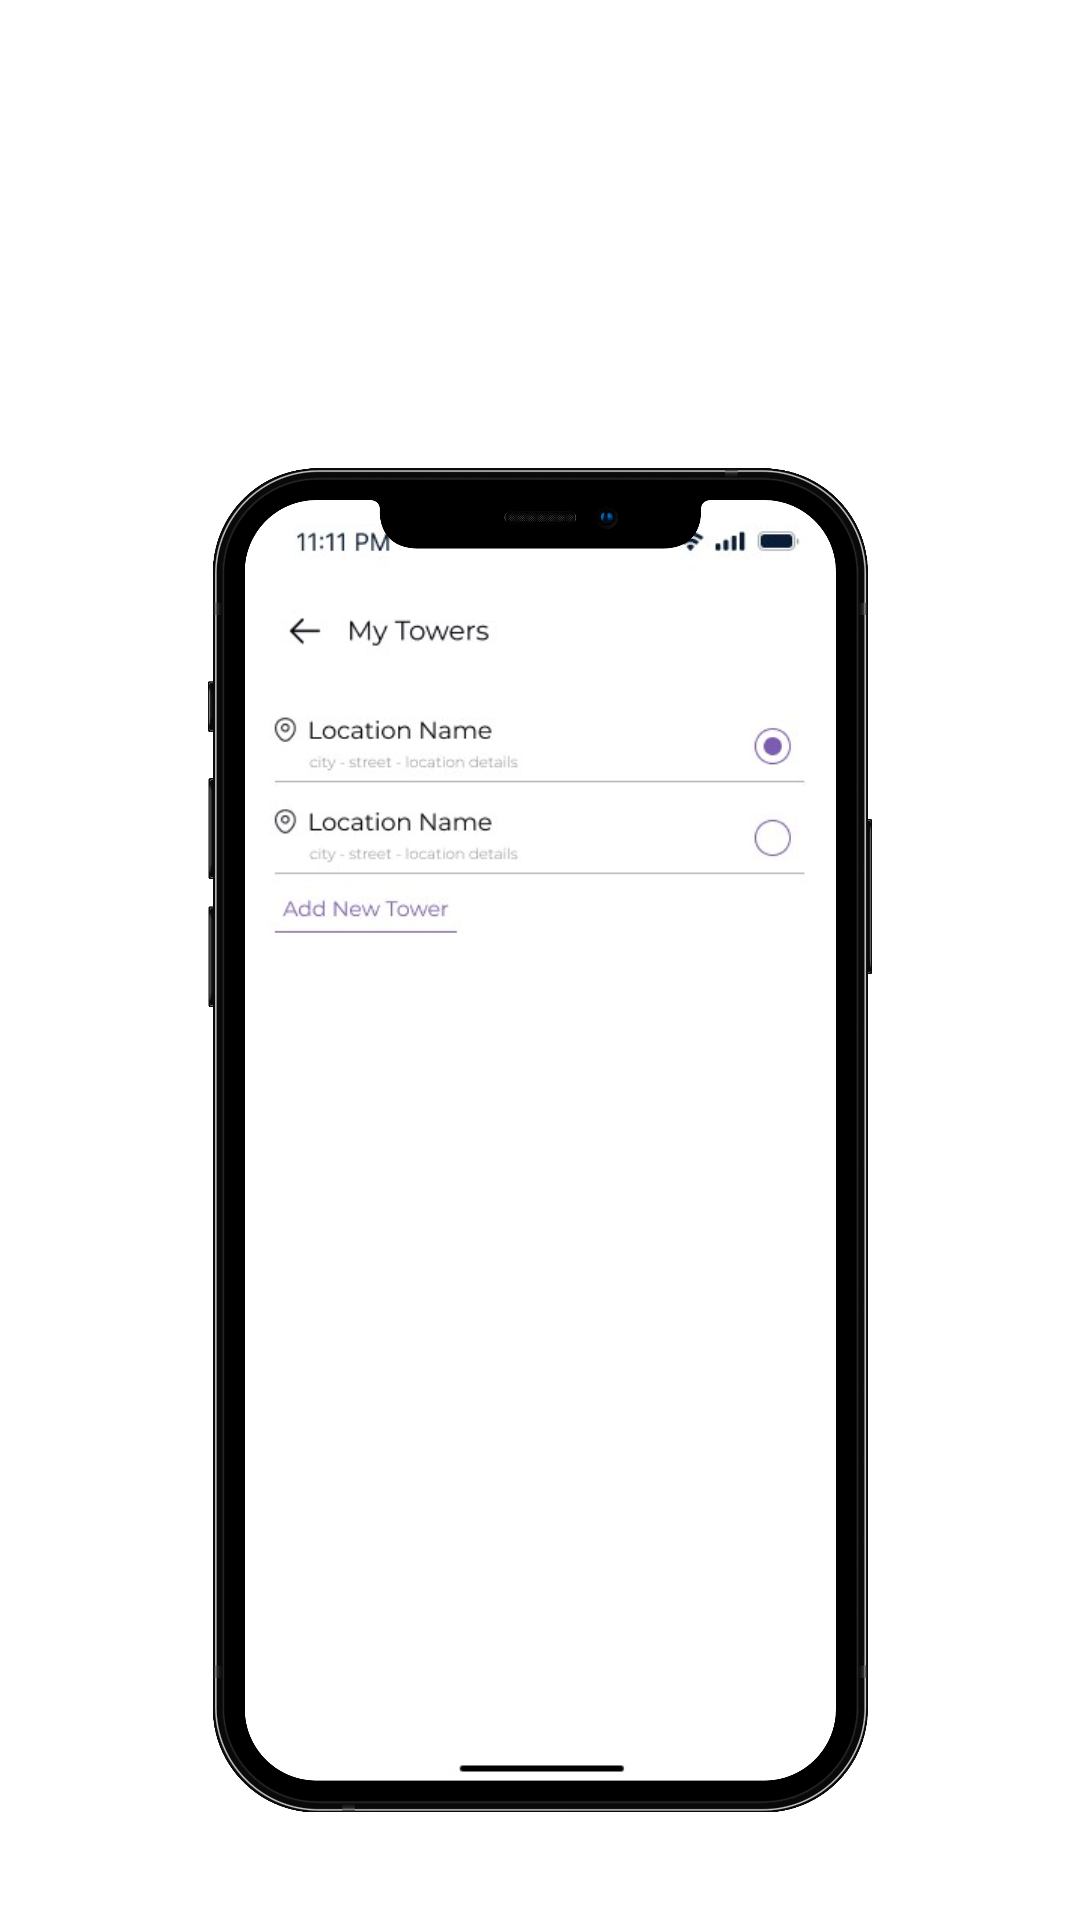 11:11 PM
My Towers
Location Name
city - street - location details
Location Name
city - street - location details
Add New Tower